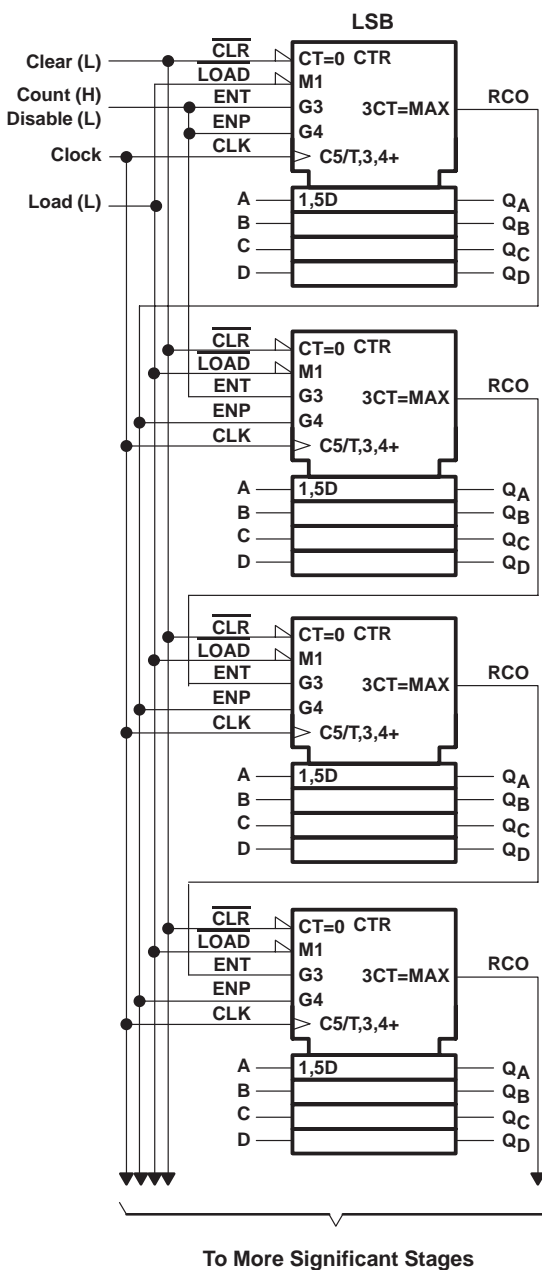 LSB
Clear (L)
CLR
CT=0 CTR
LOAD
M1
Count (H)
Disable (L)
ENT
G3
3CT=MAX
RCO
ENP
G4
Clock
CLK
C5/T,3,4+
Load (L)
A
1,5D
QA
B
QB
C
QC
D
QD
CLR
CT=0 CTR
LOAD
M1
ENT
G3
3CT=MAX
RCO
ENP
G4
CLK
C5/T,3,4+
A
1,5D
QA
B
QB
C
QC
D
QD
CLR
CT=0 CTR
LOAD
M1
ENT
G3
3CT=MAX
RCO
ENP
G4
CLK
C5/T,3,4+
A
1,5D
QA
B
QB
C
QC
D
QD
CLR
CT=0 CTR
LOAD
M1
ENT
G3
3CT=MAX
RCO
ENP
G4
CLK
C5/T,3,4+
A
1,5D
QA
B
QB
C
QC
D
QD
To More Significant Stages